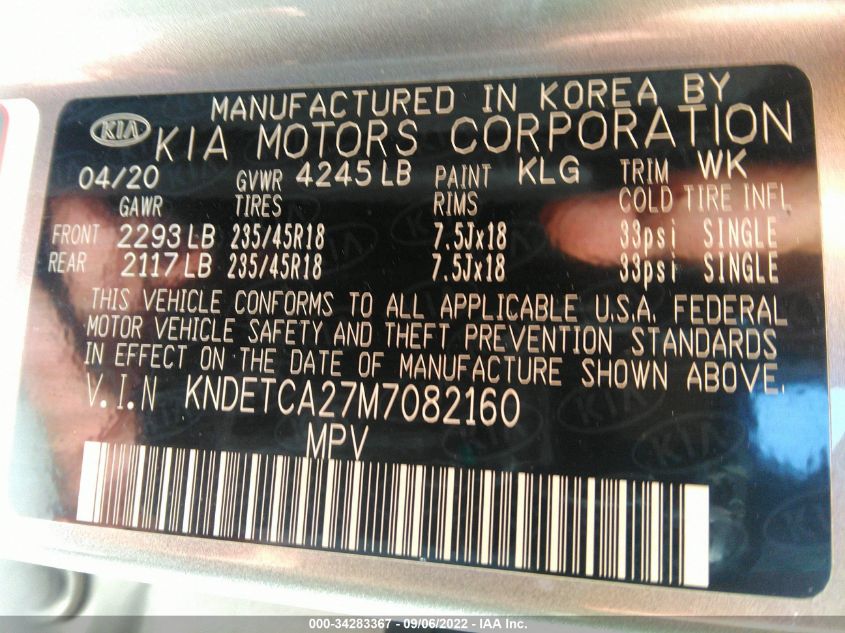 MANUFACTURED IN KOREA BY
KIA KIA MOTORS CORPORATION
04/20 GVWR 4245 LB PAINT KLG TRIM WK
GAWR TIRES RIMS COLD TIRE INFL
FRONT 2293 LB 235/45R18 7.5Jx18 33psi SINGLE
REAR 2117 LB 235/45R18 7.5Jx18 33psi SINGLE
THIS VEHICLE CONFORMS TO ALL APPLICABLE U.S.A. FEDERAL
MOTOR VEHICLE SAFETY AND THEFT PREVENTION STANDARDS
IN EFFECT ON THE DATE OF MANUFACTURE SHOWN ABOVE.
V.I.N KNDETCA27M7082160
MPV
000-34283367 - 09/06/2022 - IAA Inc.